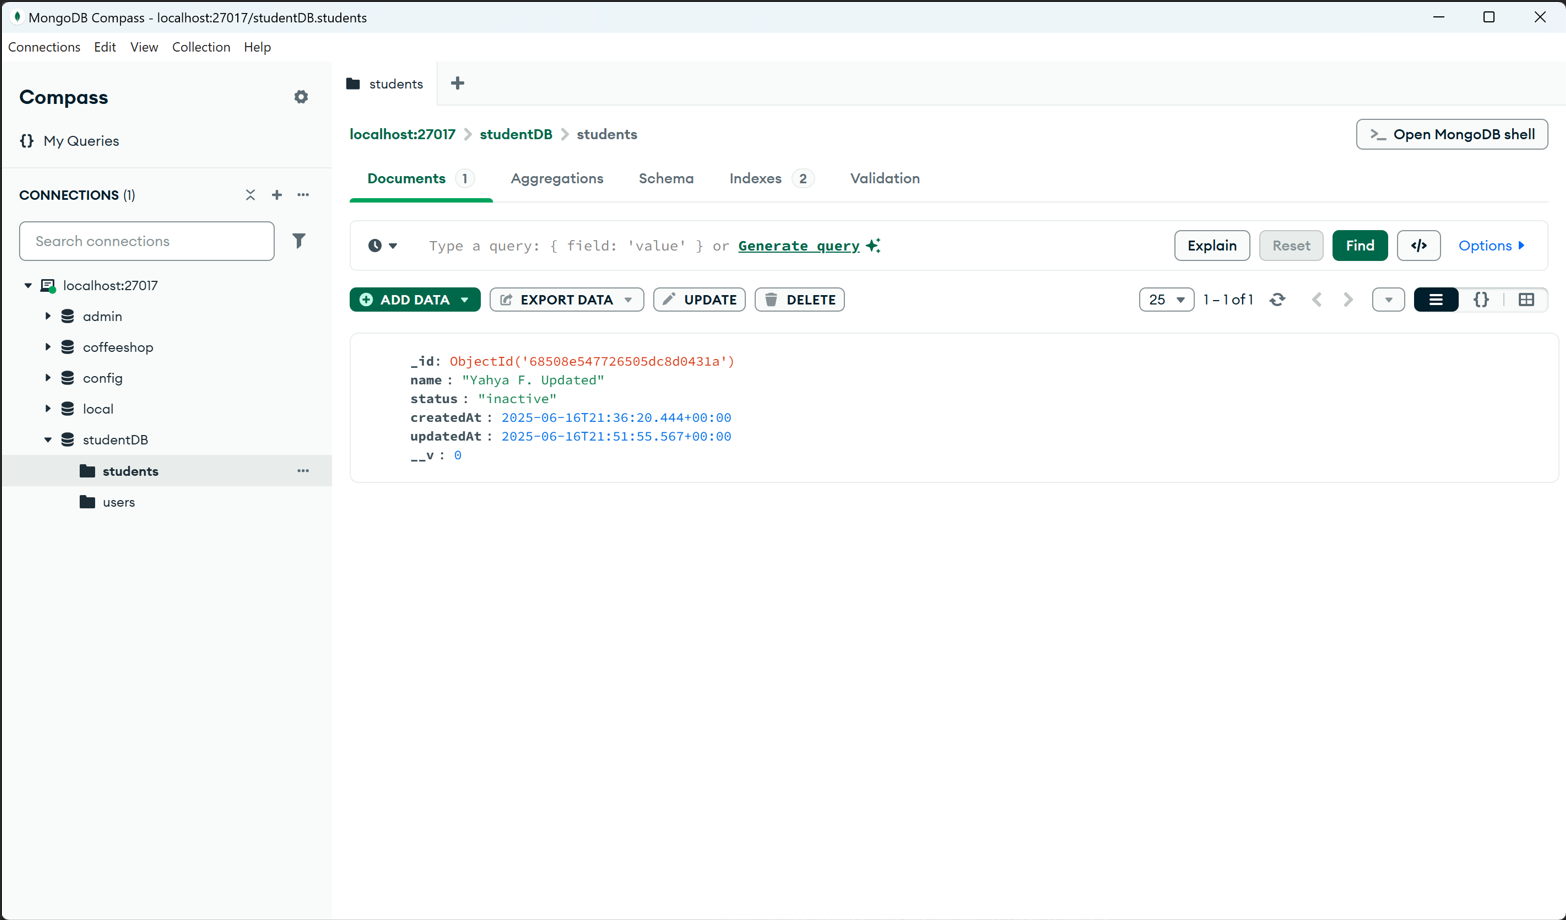 MongoDB Compass - localhost:27017/studentDB.students
Connections Edit View Collection Help
Compass
{} My Queries
CONNECTIONS (1)
Search connections
localhost:27017
admin
coffeeshop
config
local
studentDB
students
users
students
localhost:27017 > studentDB > students
>_ Open MongoDB shell
Documents 1 Aggregations Schema Indexes 2 Validation
Type a query: { field: 'value' } or Generate query
Explain Reset Find </> Options
ADD DATA EXPORT DATA UPDATE DELETE
25 1 – 1 of 1 {}
_id: ObjectId('68508e547726505dc8d0431a')
name : "Yahya F. Updated"
status : "inactive"
createdAt : 2025-06-16T21:36:20.444+00:00
updatedAt : 2025-06-16T21:51:55.567+00:00
__v : 0